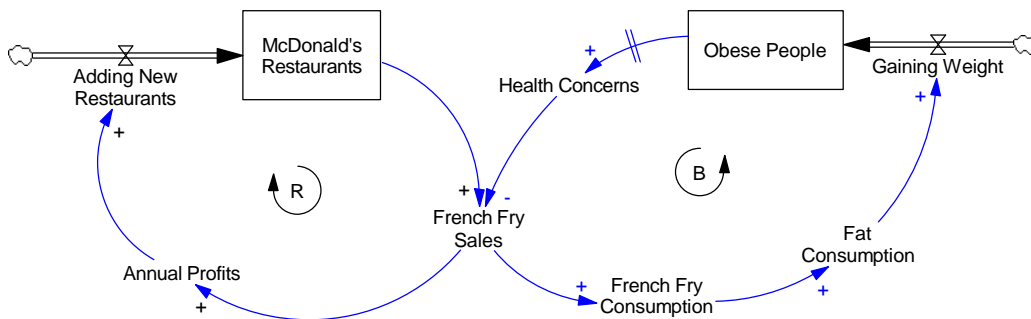 McDonald's
Restaurants
Adding New
Restaurants
+
R
Annual Profits
+
+
French Fry
Sales
-
Health Concerns
+
Obese People
Gaining Weight
+
B
Fat
Consumption
+
French Fry
Consumption
+